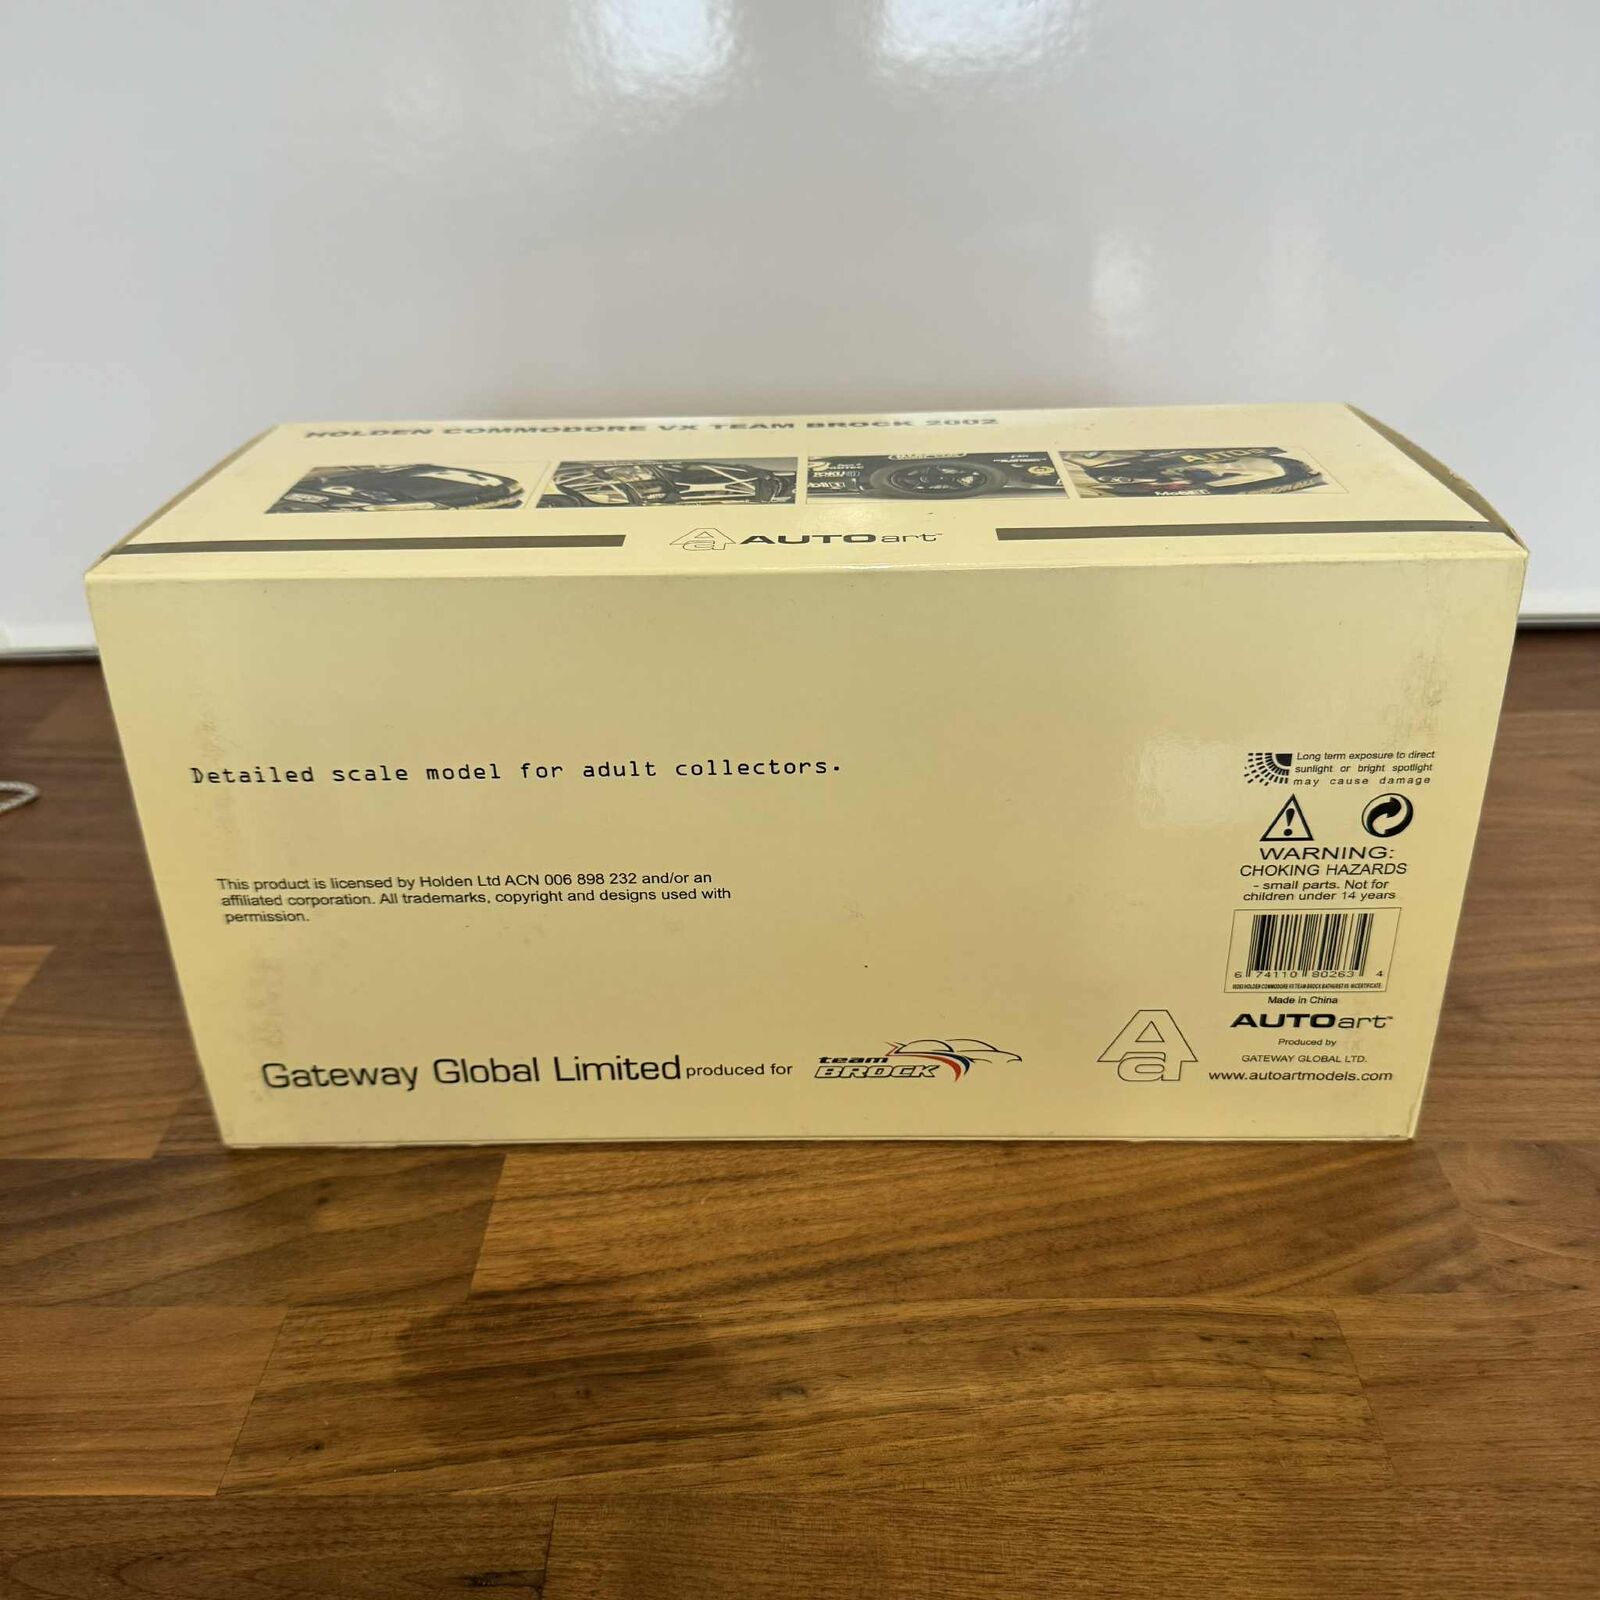 HOLDEN COMMODORE VX TEAM BROCK 2002
AUTOart
Detailed scale model for adult collectors.
Long term exposure to direct
sunlight or bright spotlight
may cause damage
WARNING:
CHOKING HAZARDS
- small parts. Not for
children under 14 years
This product is licensed by Holden Ltd ACN 006 898 232 and/or an
affiliated corporation. All trademarks, copyright and designs used with
permission.
6 74110 80263 4
Made in China
AUTOart
Produced by
GATEWAY GLOBAL LTD.
www.autoartmodels.com
Gateway Global Limited produced for
team
BROCK